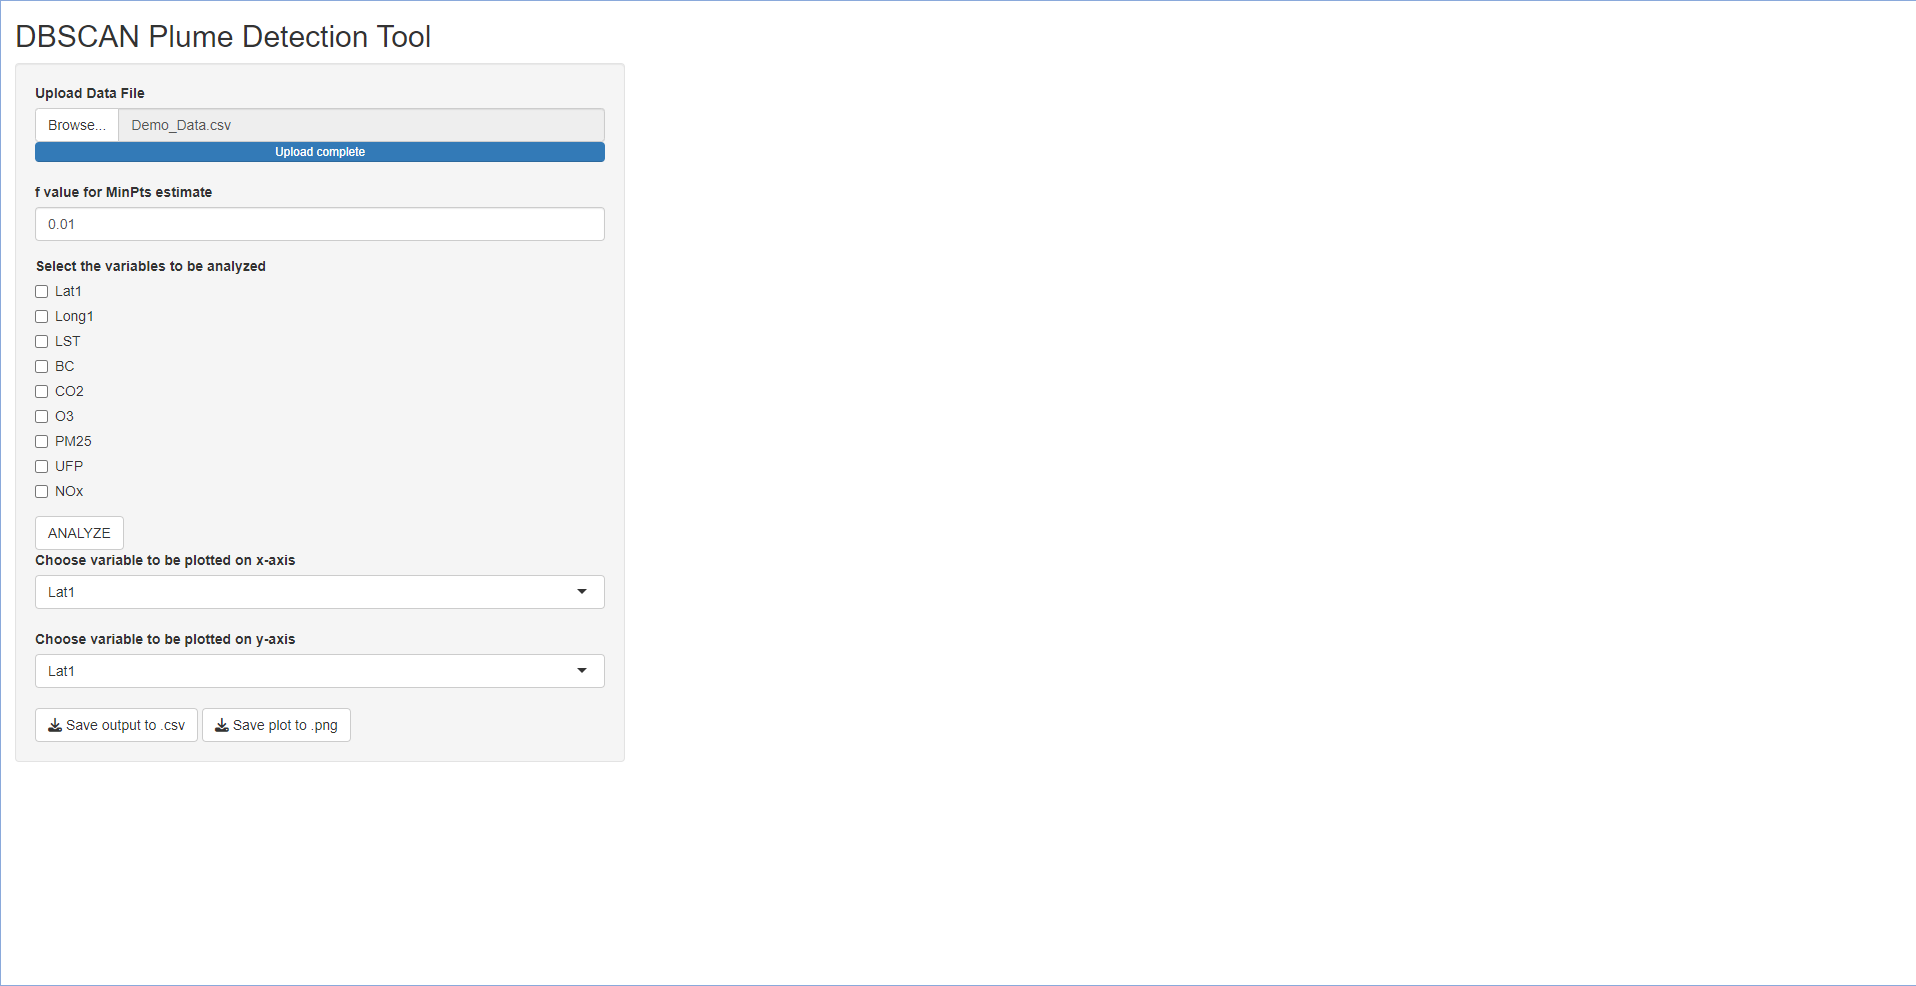 DBSCAN Plume Detection Tool
Upload Data File
Browse... Demo_Data.csv
Upload complete
f value for MinPts estimate
0.01
Select the variables to be analyzed
Lat1
Long1
LST
BC
CO2
O3
PM25
UFP
NOx
ANALYZE
Choose variable to be plotted on x-axis
Lat1
Choose variable to be plotted on y-axis
Lat1
Save output to .csv Save plot to .png